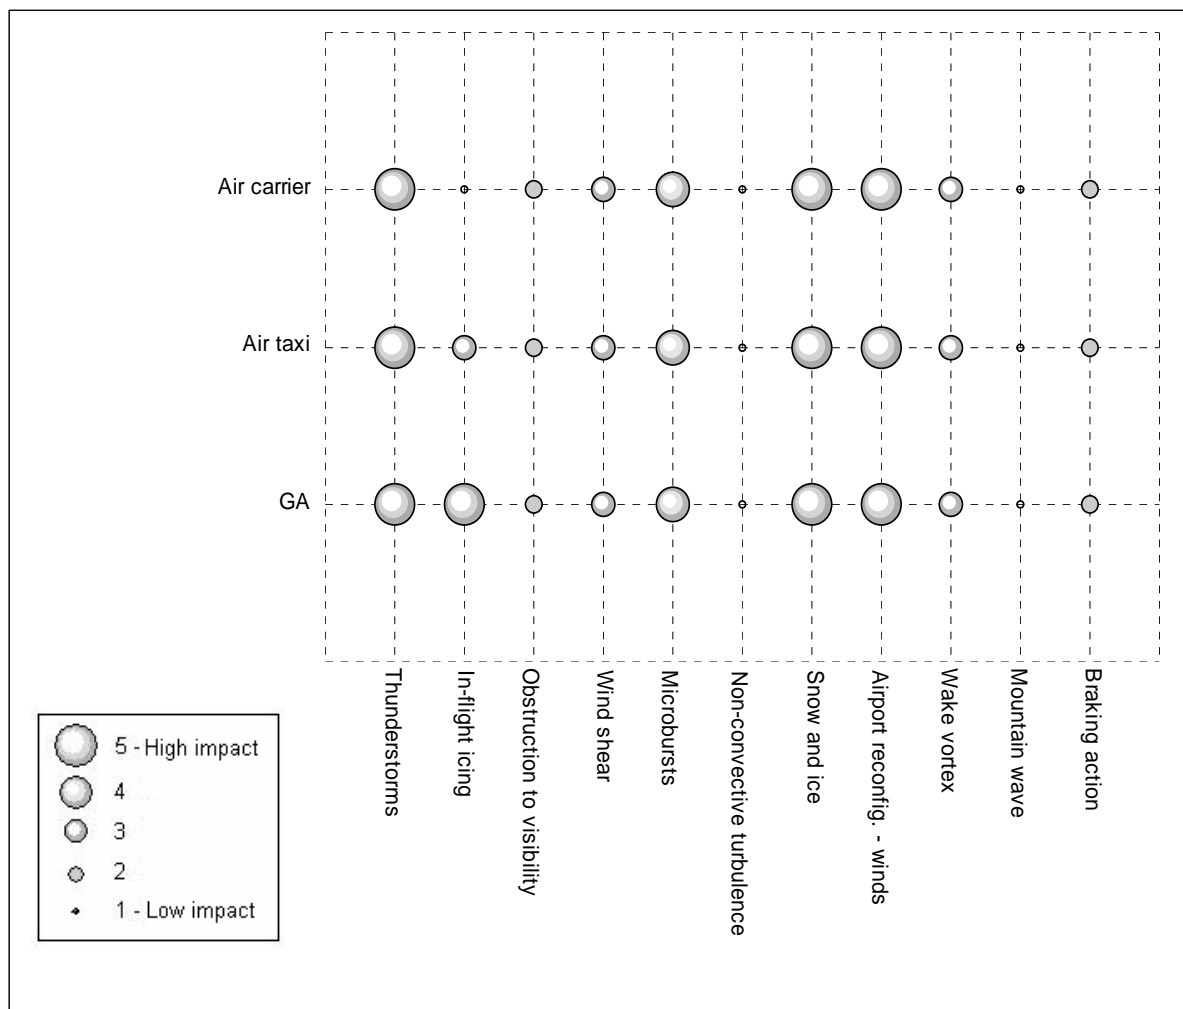 Air carrier
Air taxi
GA
Thunderstorms
In-flight icing
Obstruction to visibility
Wind shear
Microbursts
Non-convective turbulence
Snow and ice
Airport reconfig. - winds
Wake vortex
Mountain wave
Braking action
5 - High impact
4
3
2
1 - Low impact